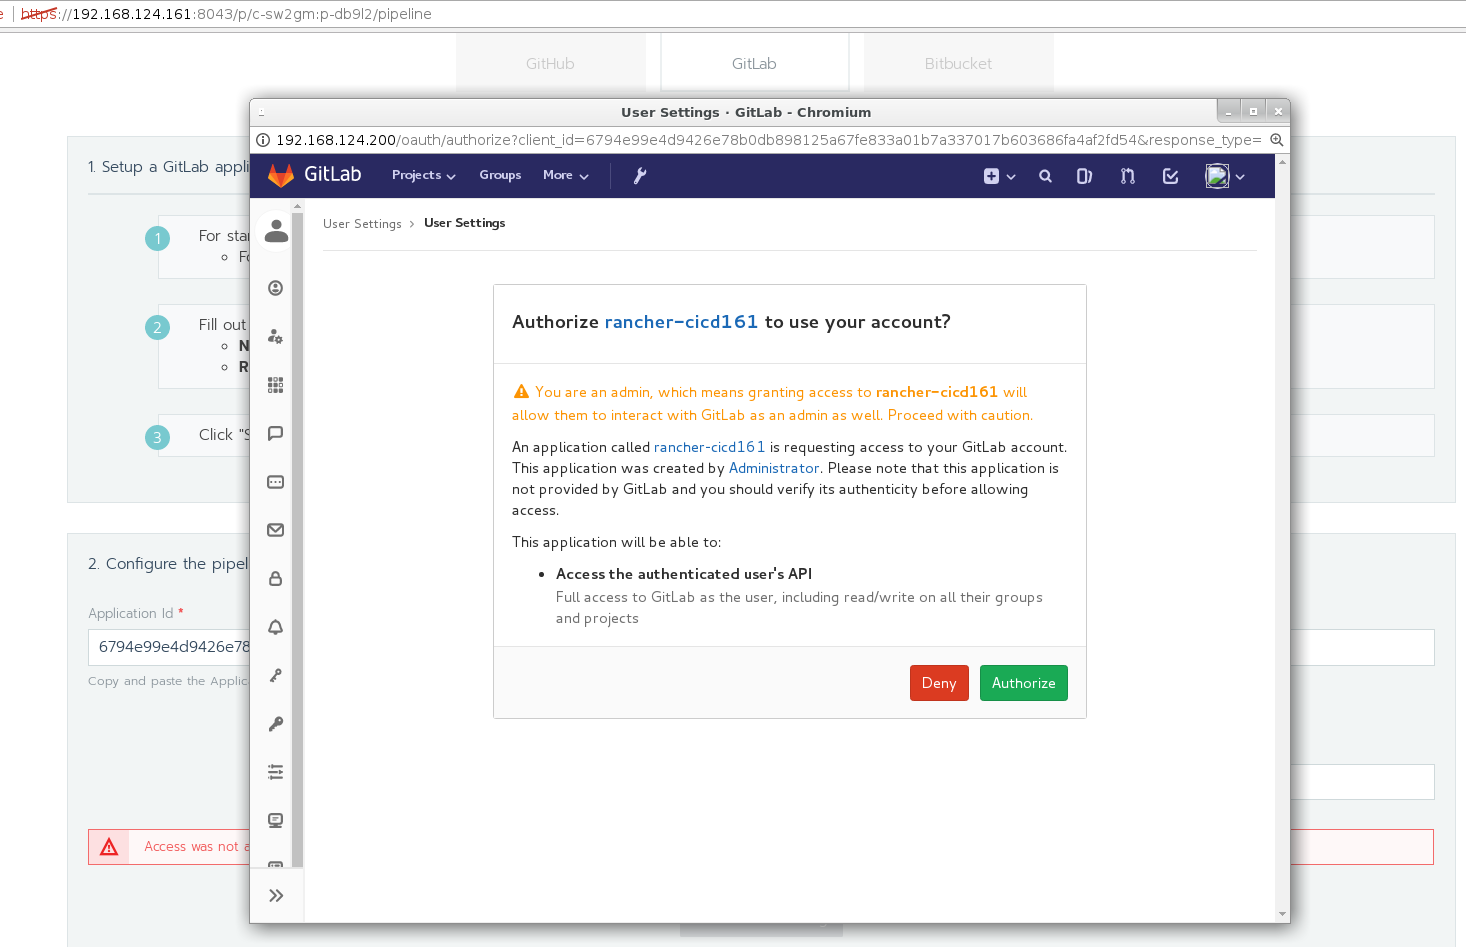 https://192.168.124.161:8043/p/c-sw2gm:p-db9l2/pipeline
GitHub
GitLab
Bitbucket
User Settings · GitLab - Chromium
192.168.124.200/oauth/authorize?client_id=6794e99e4d9426e78b0db898125a67fe833a01b7a337017b603686fa4af2fd54&response_type=
GitLab
Projects
Groups
More
1. Setup a GitLab appli
1
For star
2
Fill out
N
R
3
Click "S
2. Configure the pipel
Application Id *
6794e99e4d9426e78
Copy and paste the Applic
Access was not a
User Settings > User Settings
Authorize rancher-cicd161 to use your account?
You are an admin, which means granting access to rancher-cicd161 will
allow them to interact with GitLab as an admin as well. Proceed with caution.
An application called rancher-cicd161 is requesting access to your GitLab account.
This application was created by Administrator. Please note that this application is
not provided by GitLab and you should verify its authenticity before allowing
access.
This application will be able to:
• Access the authenticated user's API
Full access to GitLab as the user, including read/write on all their groups
and projects
Deny
Authorize